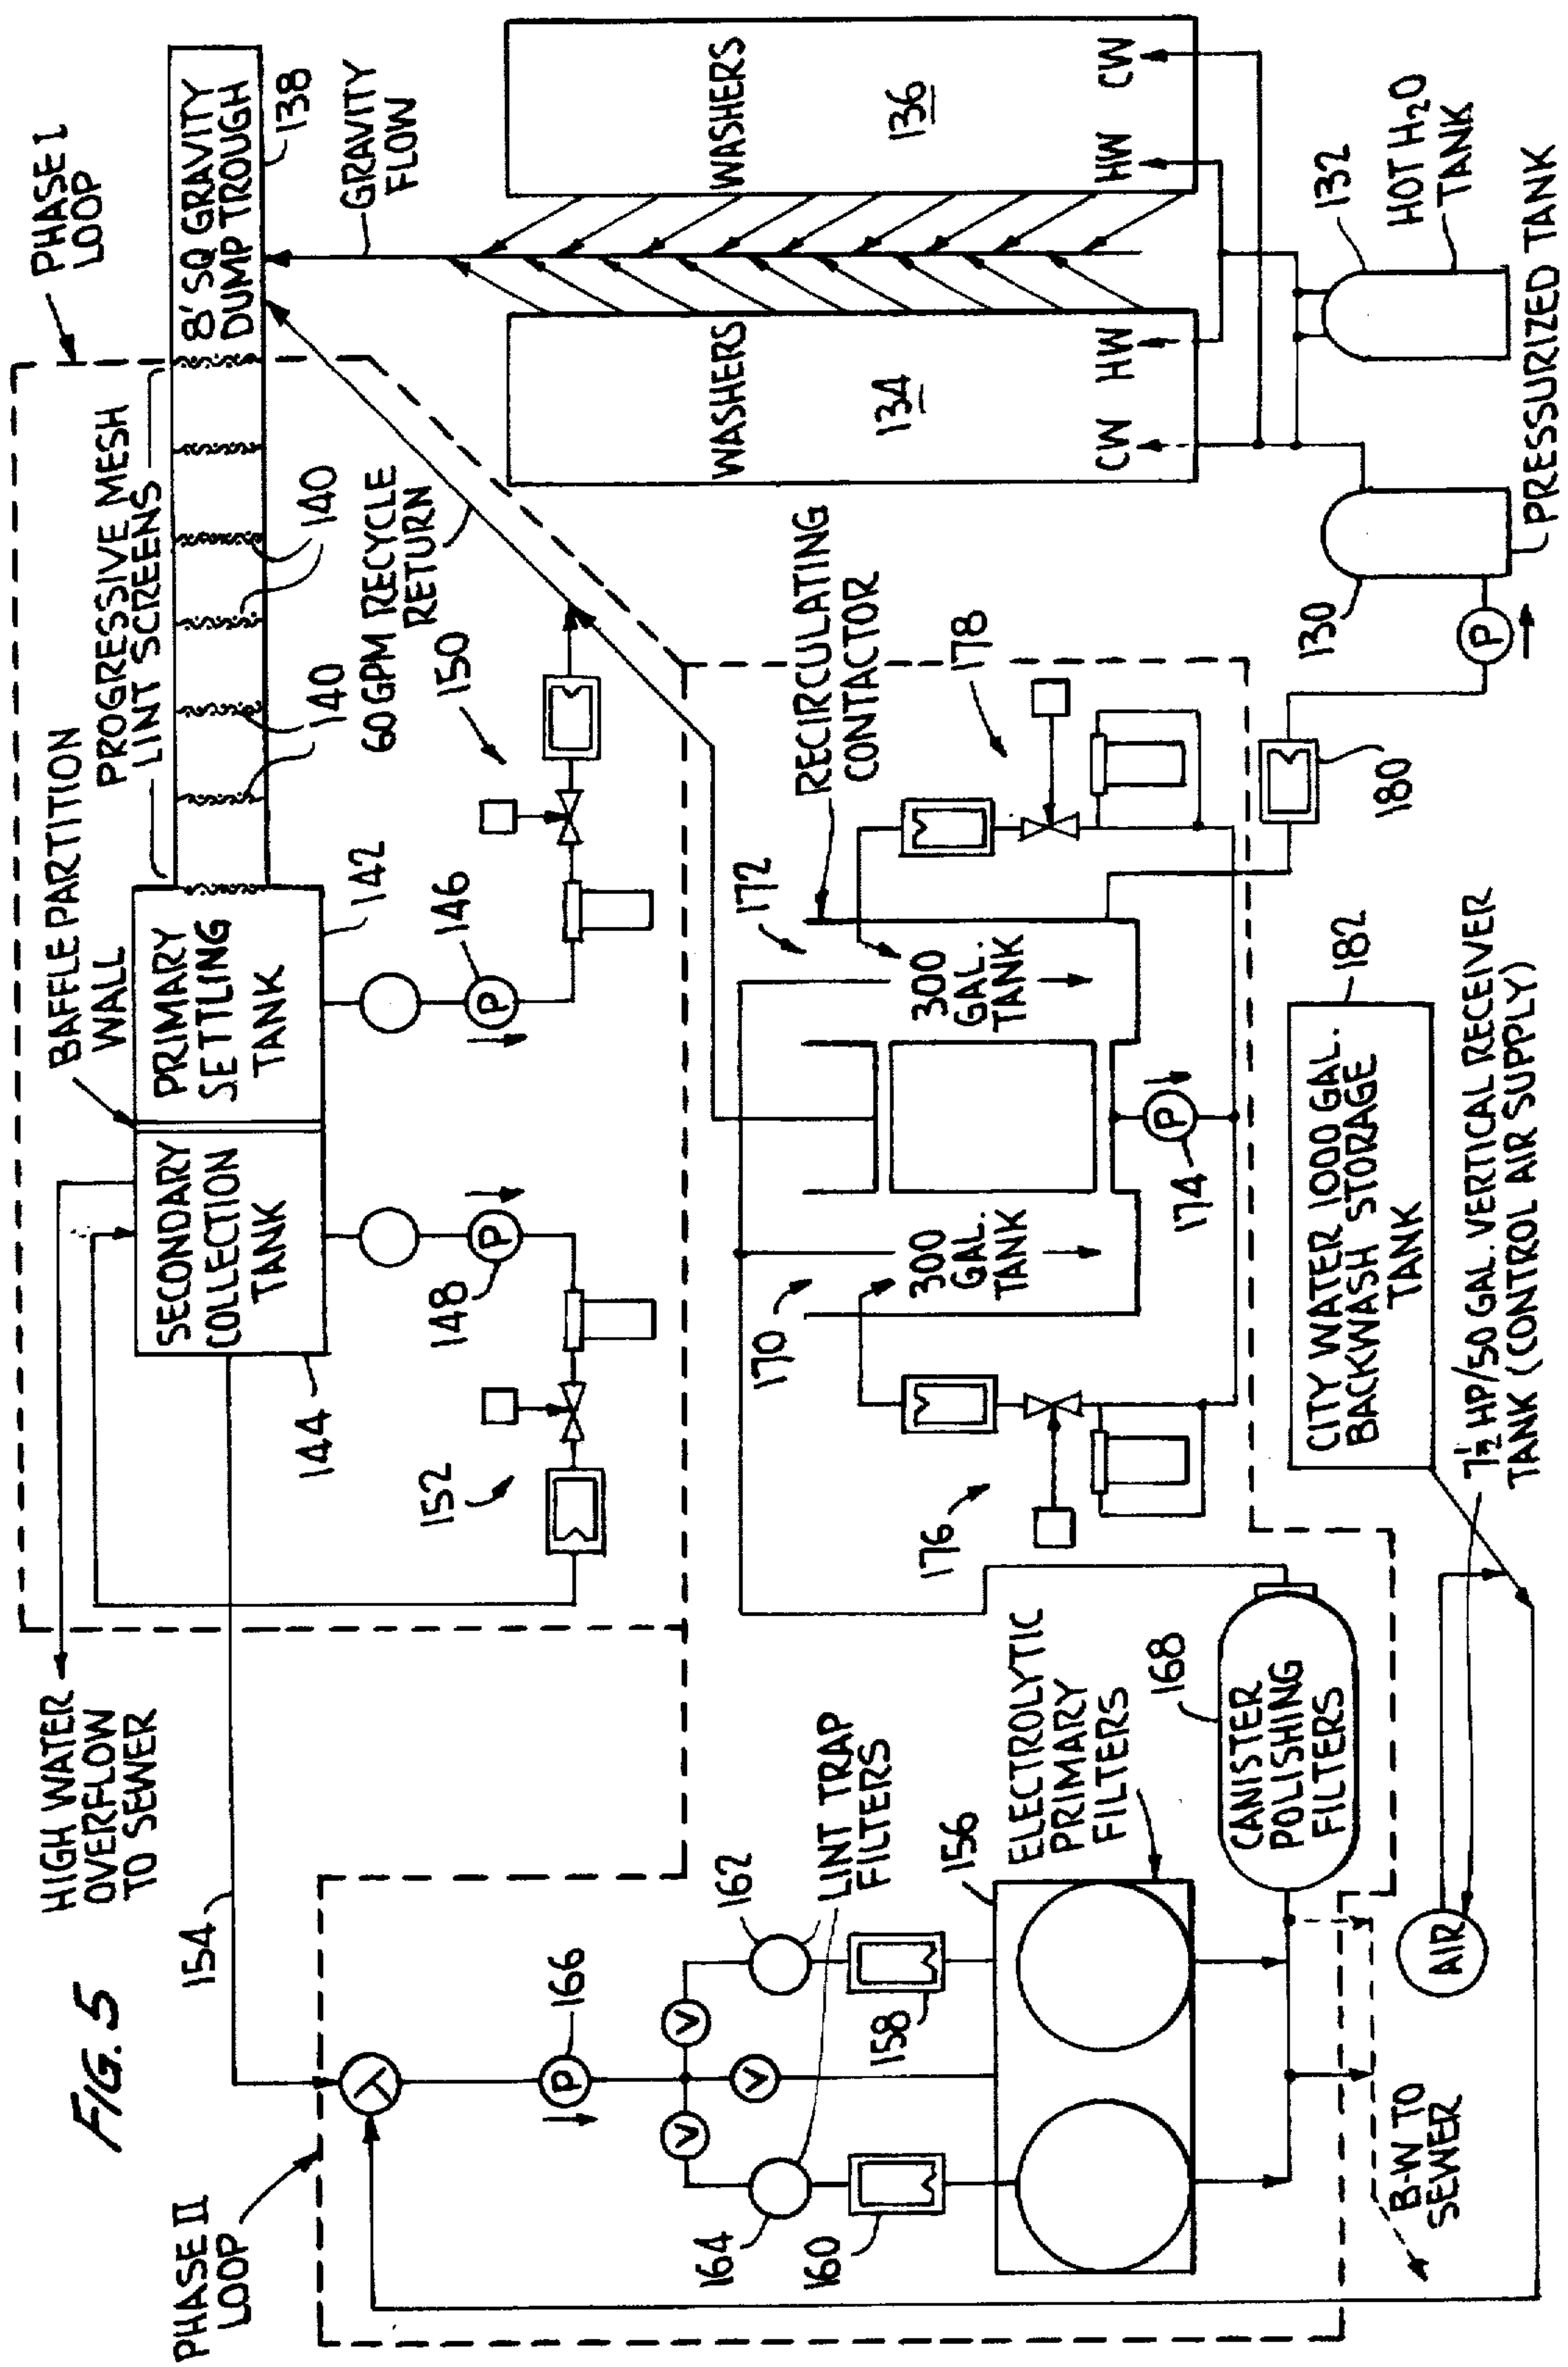 FIG. 5
PHASE I
LOOP
PROGRESSIVE MESH
LINT SCREENS
8' SQ GRAVITY
DUMP TROUGH
138
GRAVITY
FLOW
140
140
BAFFLE PARTITION
WALL
PRIMARY
SETTLING
TANK
142
SECONDARY
COLLECTION
TANK
144
HIGH WATER
OVERFLOW
TO SEWER
154
146
148
150
152
60 GPM RECYCLE
RETURN
WASHERS
134
CW
HW
WASHERS
136
HW
CW
132
HOT H2O
TANK
130
PRESSURIZED TANK
P
P
P
PHASE II
LOOP
P
166
V
V
V
162
164
LINT TRAP
FILTERS
158
160
156
ELECTROLYTIC
PRIMARY
FILTERS
168
CANISTER
POLISHING
FILTERS
170
300
GAL.
TANK
172
300
GAL.
TANK
RECIRCULATING
CONTACTOR
P
174
176
178
180
182
CITY WATER 1000 GAL.
BACKWASH STORAGE
TANK
7 1/2 HP/50 GAL. VERTICAL RECEIVER
TANK (CONTROL AIR SUPPLY)
AIR
B-W TO
SEWER